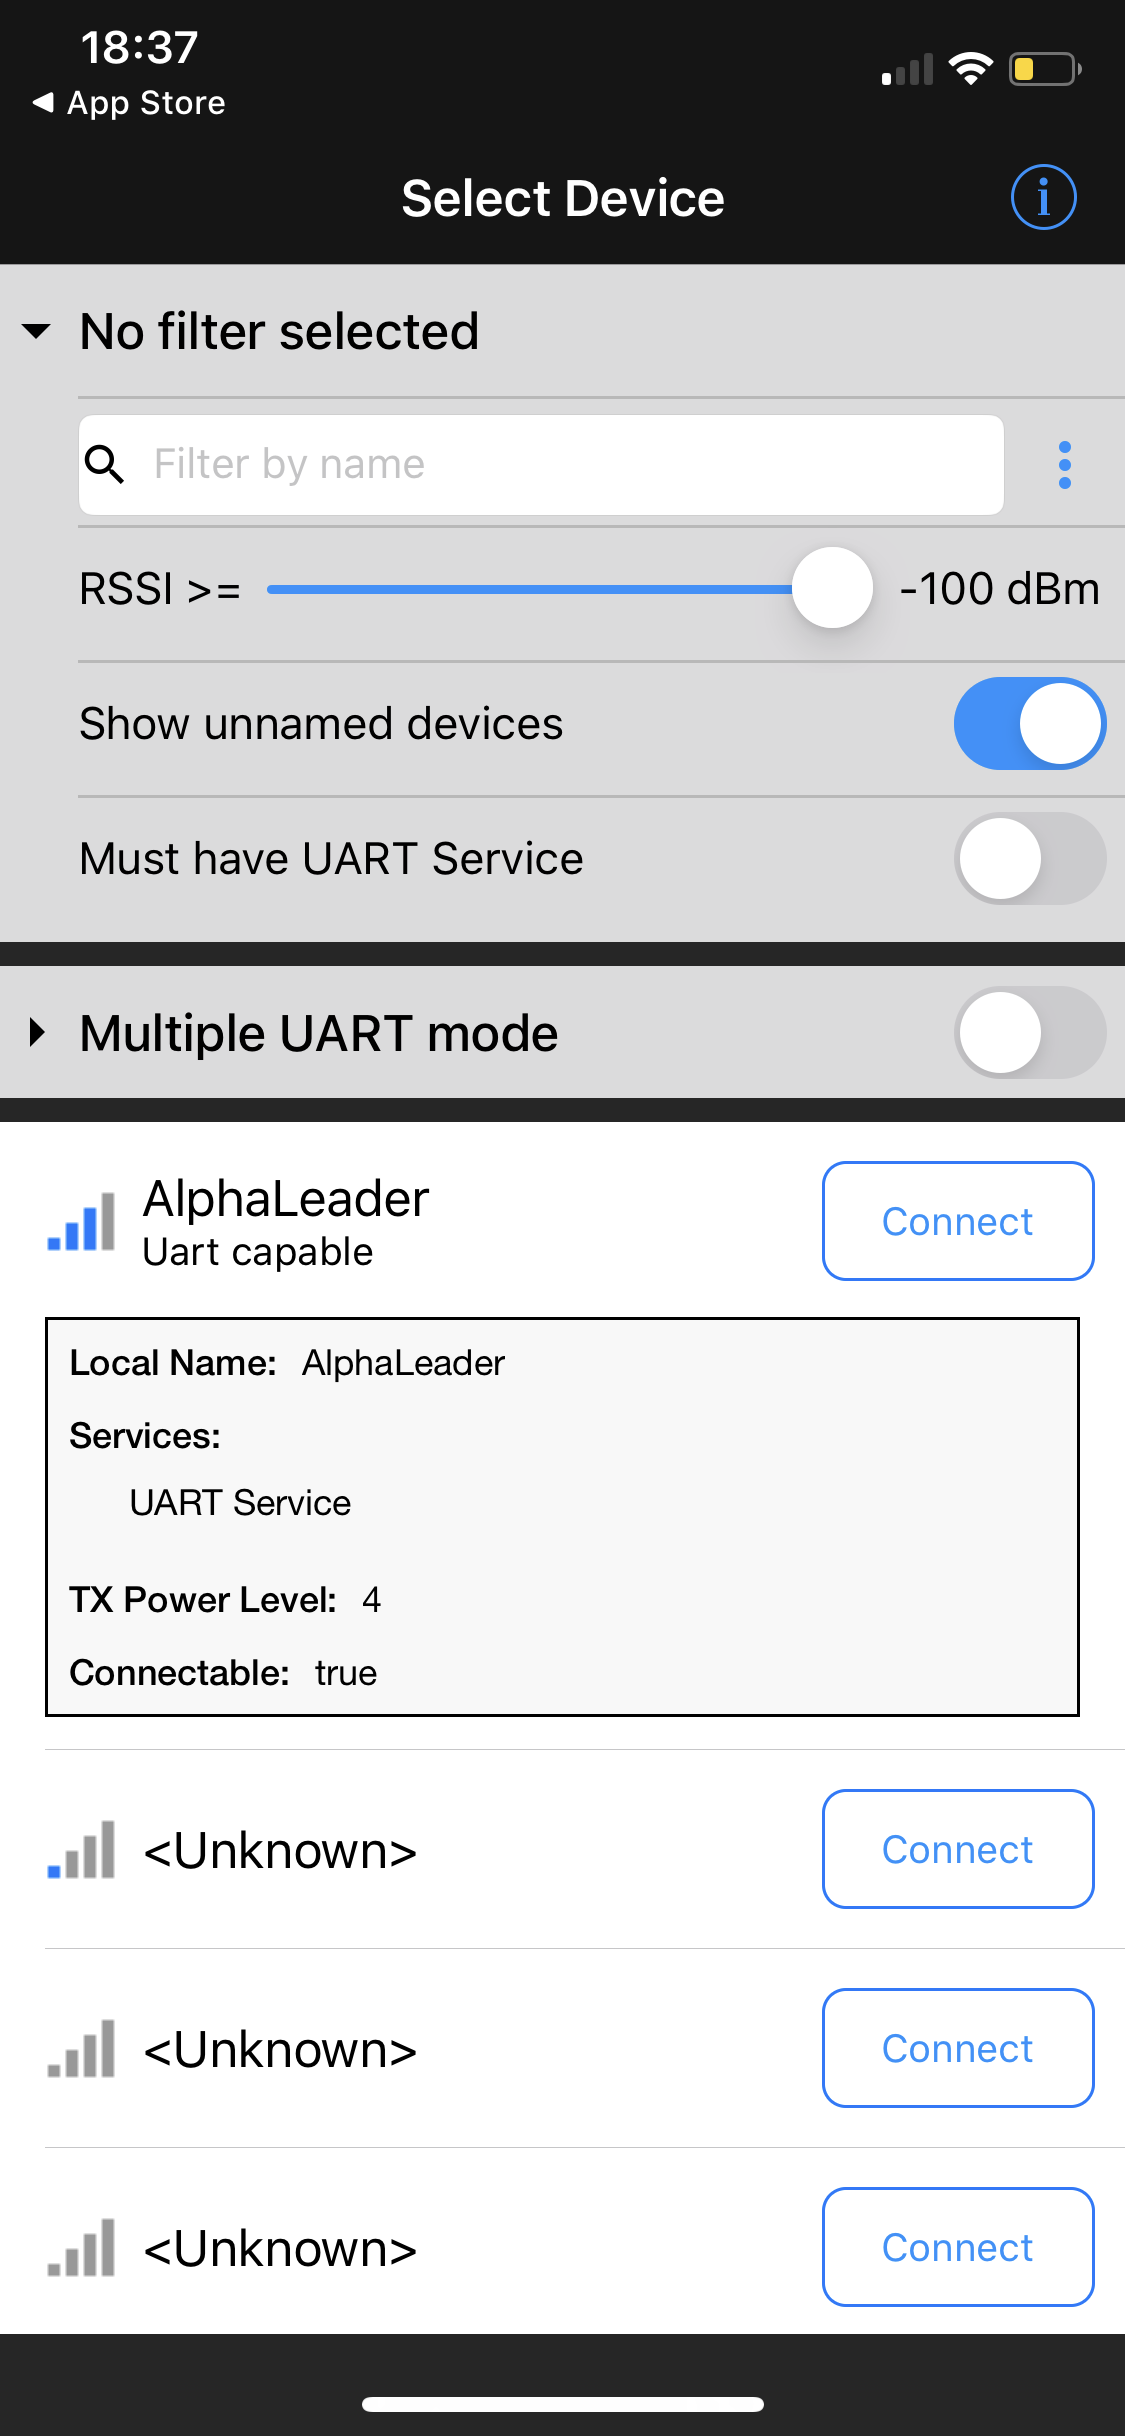 18:37
◀ App Store
Select Device
i
No filter selected
Filter by name
RSSI >= -100 dBm
Show unnamed devices
Must have UART Service
Multiple UART mode
AlphaLeader
Uart capable
Connect
Local Name: AlphaLeader
Services:
UART Service
TX Power Level: 4
Connectable: true
<Unknown>
Connect
<Unknown>
Connect
<Unknown>
Connect